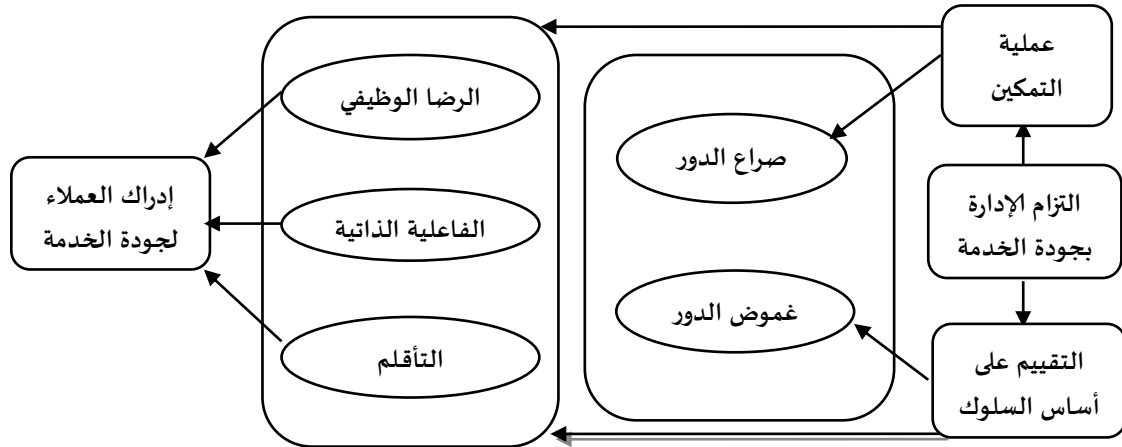 عملية
التمكين
التزام الإدارة
بجودة الخدمة
التقييم على
أساس السلوك
صراع الدور
غموض الدور
الرضا الوظيفي
الفاعلية الذاتية
التأقلم
إدراك العملاء
لجودة الخدمة